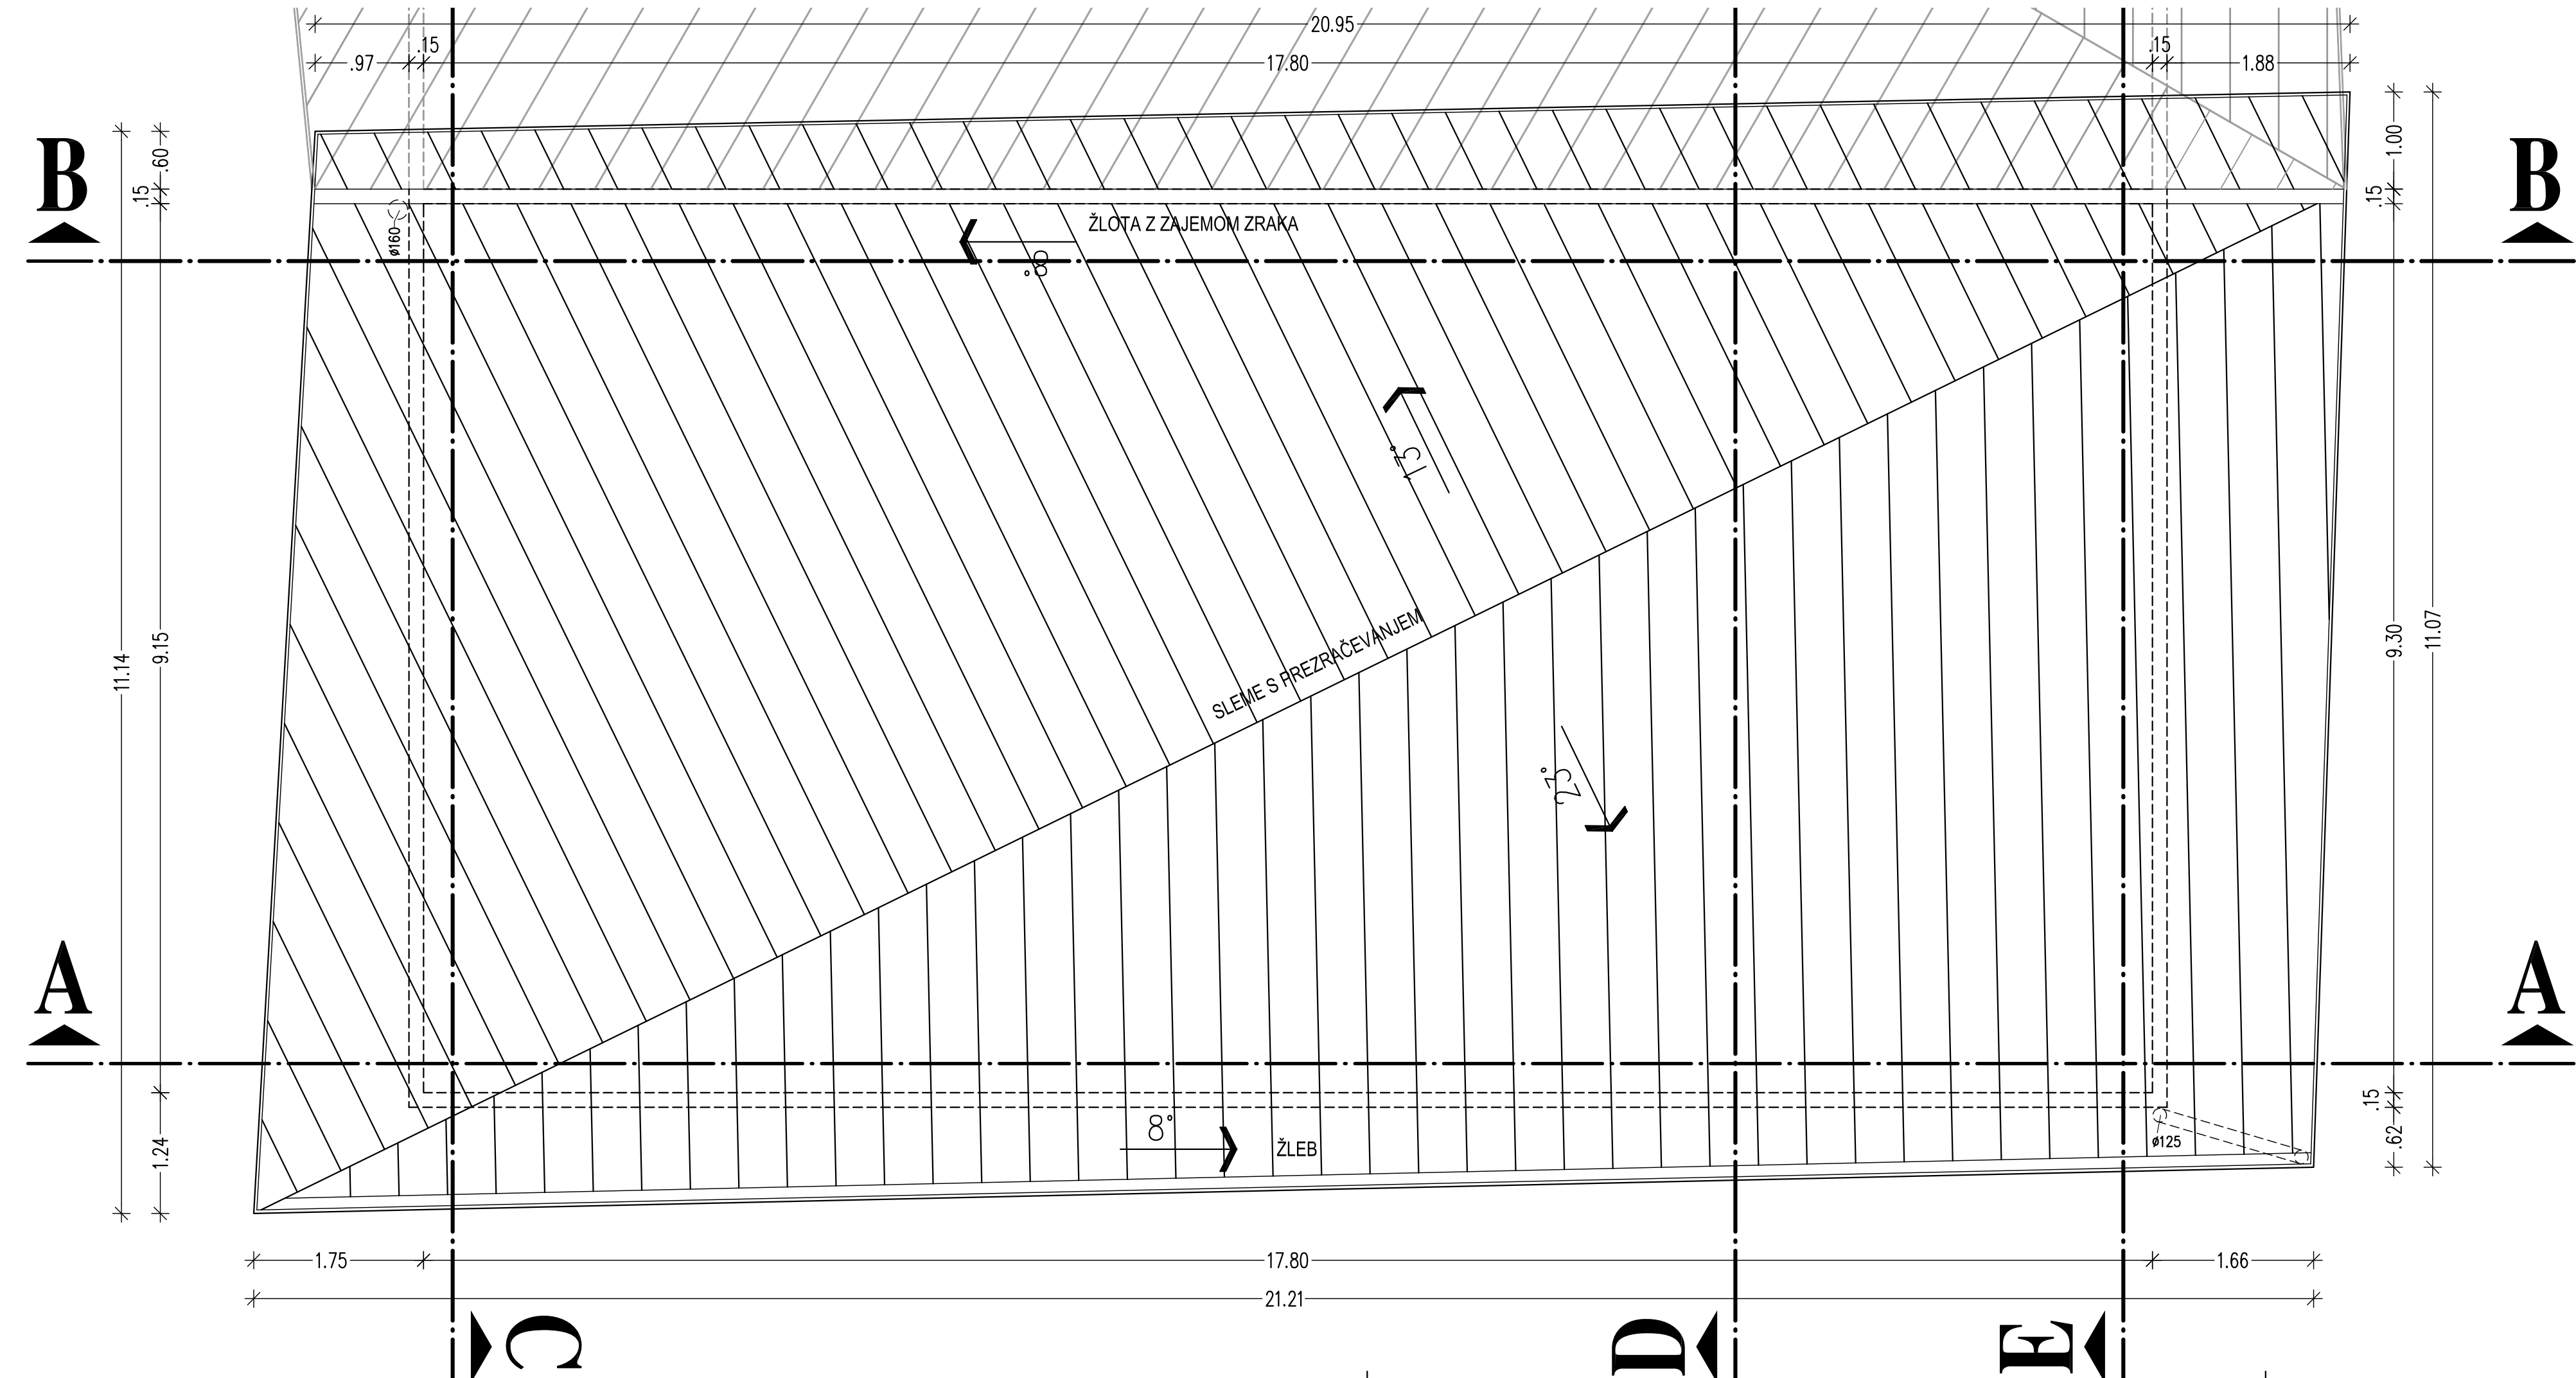 20.95
.97
.15
17.80
.15
1.88
B
B
.60
.15
1.00
.15
ø160
ŽLOTA Z ZAJEMOM ZRAKA
8°
13°
11.14
9.15
9.30
11.07
SLEME S PREZRAČEVANJEM
23°
A
A
1.24
8°
ŽLEB
ø125
.15
.62
1.75
17.80
1.66
21.21
C
D
E